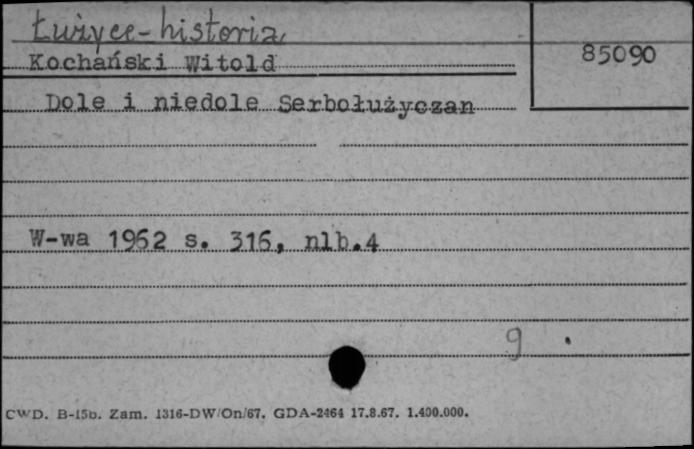 Łużyce - historia
Kochański Witold
85090
Dole i niedole Serbołużyczan
W-wa 1962 s. 316, nlb.4
9 .
CWD. B-15b. Zam. 1316-DW/On/67. GDA-2464 17.8.67. 1.400.000.